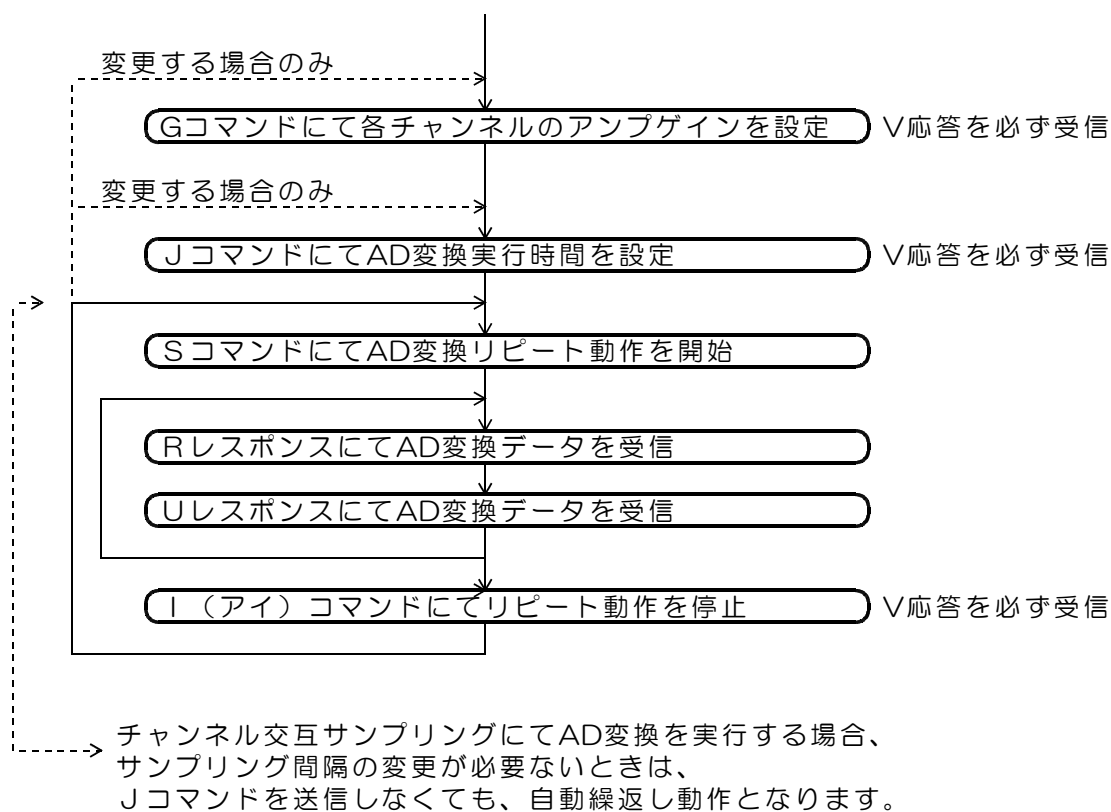 変更する場合のみ
Gコマンドにて各チャンネルのアンプゲインを設定 V応答を必ず受信
変更する場合のみ
JコマンドにてAD変換実行時間を設定 V応答を必ず受信
SコマンドにてAD変換リピート動作を開始
RレスポンスにてAD変換データを受信
UレスポンスにてAD変換データを受信
I（アイ）コマンドにてリピート動作を停止 V応答を必ず受信
チャンネル交互サンプリングにてAD変換を実行する場合、
サンプリング間隔の変更が必要ないときは、
Jコマンドを送信しなくても、自動繰返し動作となります。